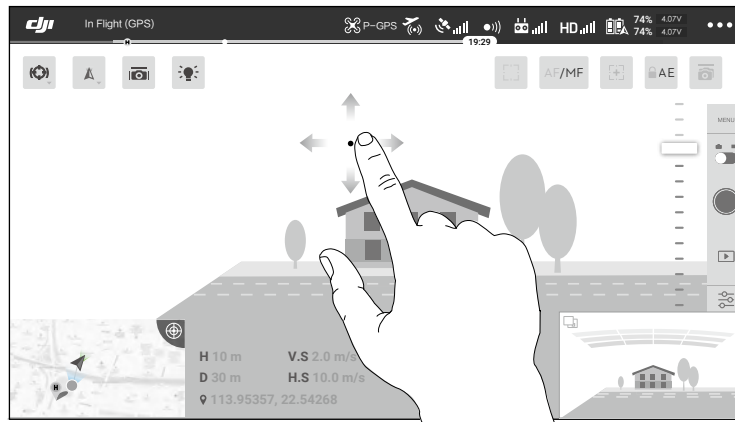 dji In Flight (GPS) P-GPS HD 74% 4.07V
74% 4.07V
H 19:29
AF/MF AE
MENU
H 10 m V.S 2.0 m/s
D 30 m H.S 10.0 m/s
H
113.95357, 22.54268